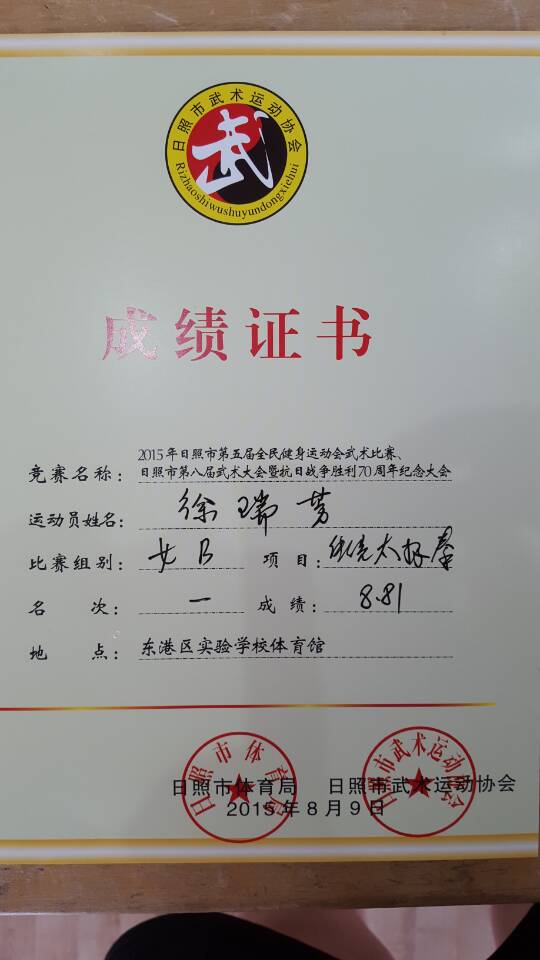 日照市武术运动协会
武
Rizhaoshiwushuyundongxiehui
成绩证书
2015年日照市第五届全民健身运动会武术比赛、
竞赛名称：日照市第八届武术大会暨抗日战争胜利70周年纪念大会
运动员姓名：徐瑞芳
比赛组别：女B 项目：传统太极拳
名次：一 成绩：8.81
地点：东港区实验学校体育馆
日照市体育局
日照市武术运动协会
日照市体育局 日照市武术运动协会
2015年8月9日